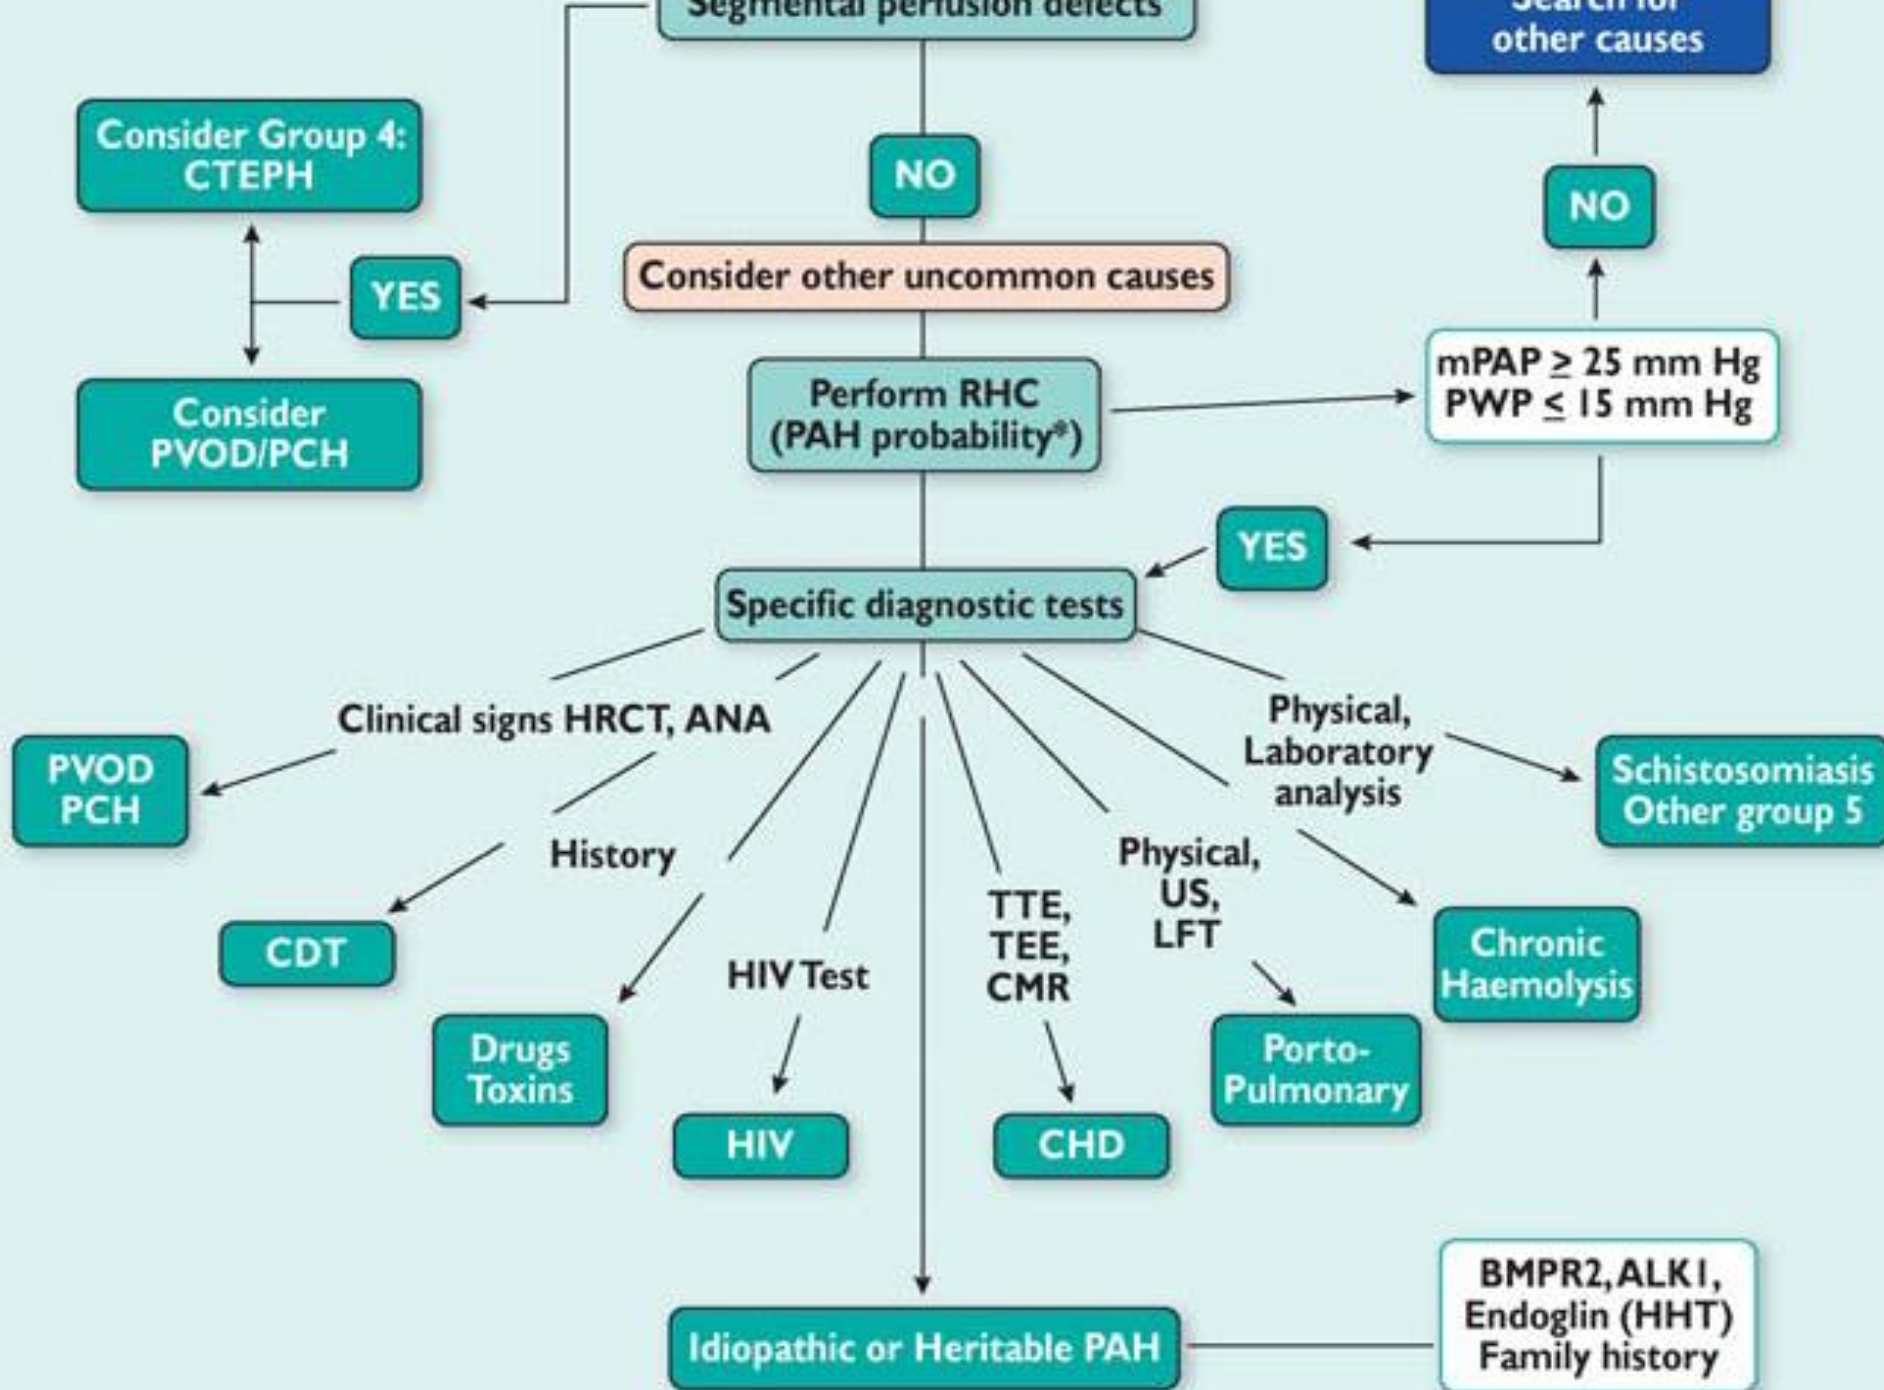 Segmental perfusion defects
Search for
other causes
Consider Group 4:
CTEPH
NO
NO
YES
Consider other uncommon causes
Consider
PVOD/PCH
Perform RHC
(PAH probability*)
mPAP ≥ 25 mm Hg
PWP ≤ 15 mm Hg
YES
Specific diagnostic tests
Clinical signs HRCT, ANA
Physical,
Laboratory
analysis
PVOD
PCH
Schistosomiasis
Other group 5
History
Physical,
US,
LFT
TTE,
TEE,
CMR
CDT
HIV Test
Chronic
Haemolysis
Drugs
Toxins
Porto-
Pulmonary
HIV
CHD
Idiopathic or Heritable PAH
BMPR2, ALK1,
Endoglin (HHT)
Family history